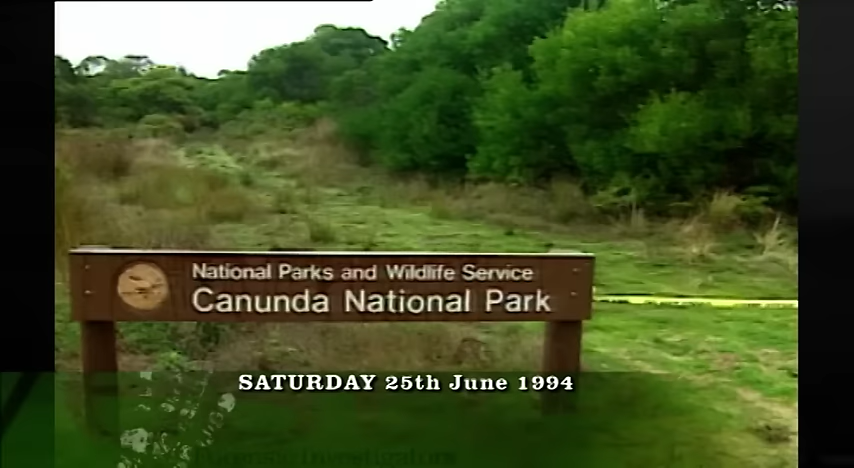 National Parks and Wildlife Service
Canunda National Park
SATURDAY 25th June 1994